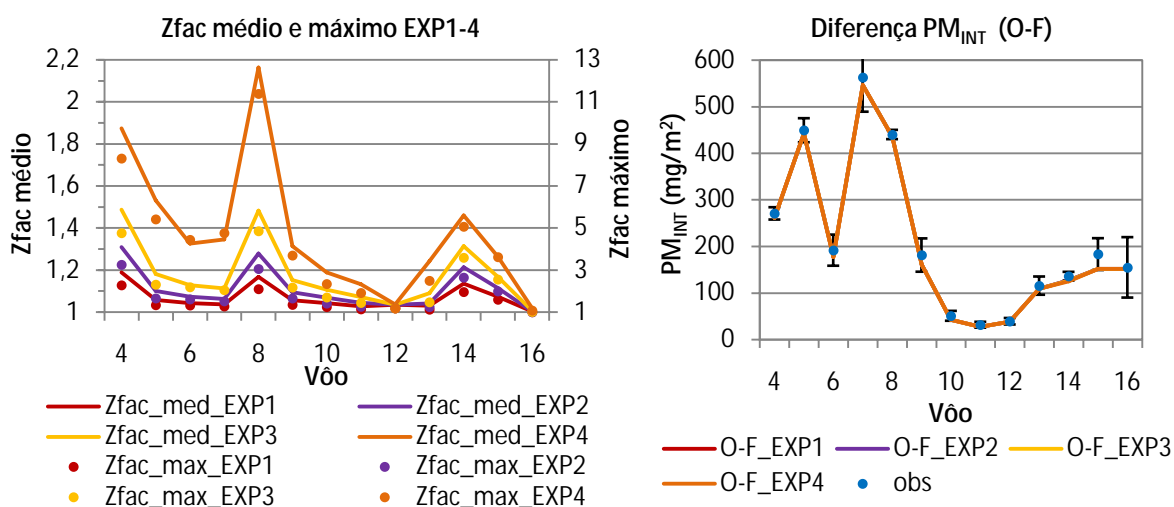 Zfac médio e máximo EXP1-4
2,2
2
1,8
1,6
1,4
1,2
1
Zfac médio
13
11
9
7
5
3
1
Zfac máximo
4 6 8 10 12 14 16
Vôo
Zfac_med_EXP1 Zfac_med_EXP2
Zfac_med_EXP3 Zfac_med_EXP4
Zfac_max_EXP1 Zfac_max_EXP2
Zfac_max_EXP3 Zfac_max_EXP4
Diferença PM_INT (O-F)
600
500
400
300
200
100
0
PM_INT (mg/m²)
4 6 8 10 12 14 16
Vôo
O-F_EXP1 O-F_EXP2 O-F_EXP3
O-F_EXP4 obs